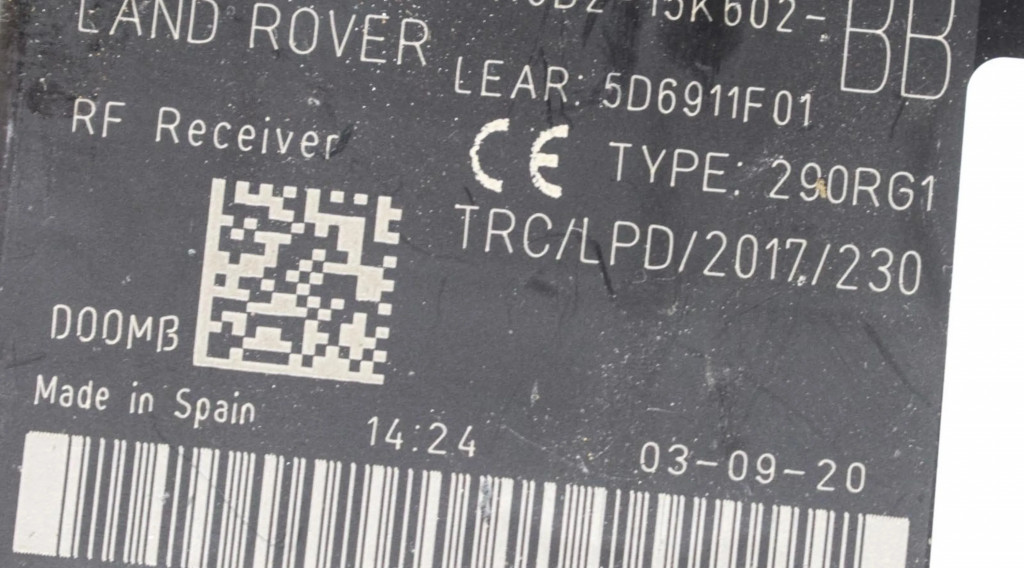 LAND ROVER
15K602-BB
LEAR: 5D6911F01
RF Receiver
CE TYPE: 290RG1
TRC/LPD/2017/230
D00MB
Made in Spain
14:24
03-09-20